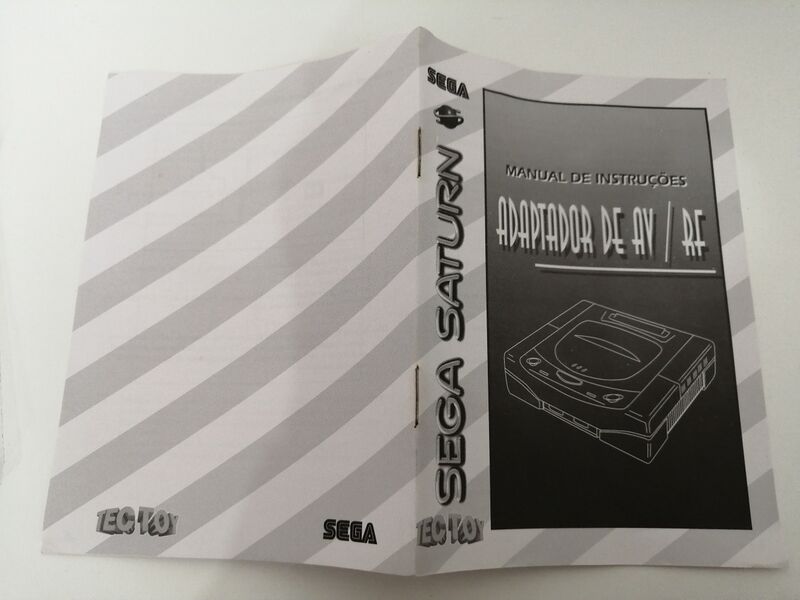 TEC TOY
SEGA
SEGA
SEGA SATURN
TEC TOY
MANUAL DE INSTRUÇÕES
ADAPTADOR DE AV / RF